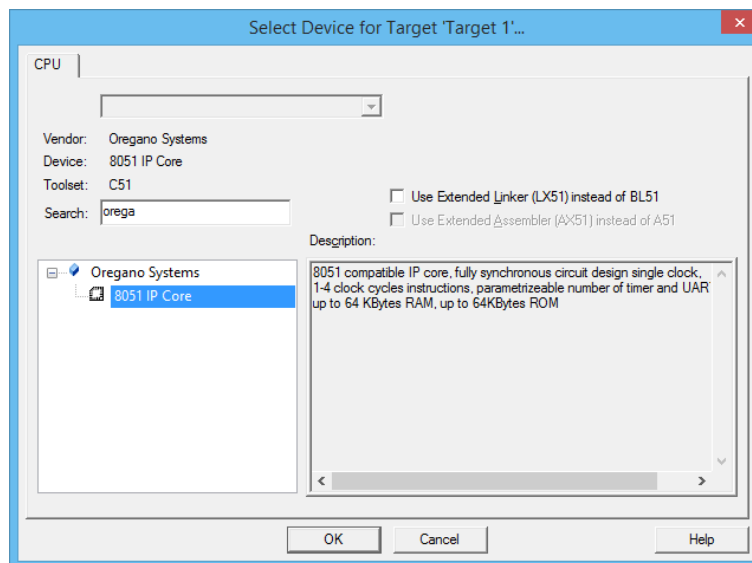 Select Device for Target 'Target 1'...
CPU
Vendor: Oregano Systems
Device: 8051 IP Core
Toolset: C51
Search: orega
Use Extended Linker (LX51) instead of BL51
Use Extended Assembler (AX51) instead of A51
Description:
Oregano Systems
8051 IP Core
8051 compatible IP core, fully synchronous circuit design single clock,
1-4 clock cycles instructions, parametrizeable number of timer and UAR
up to 64 KBytes RAM, up to 64KBytes ROM
OK Cancel Help